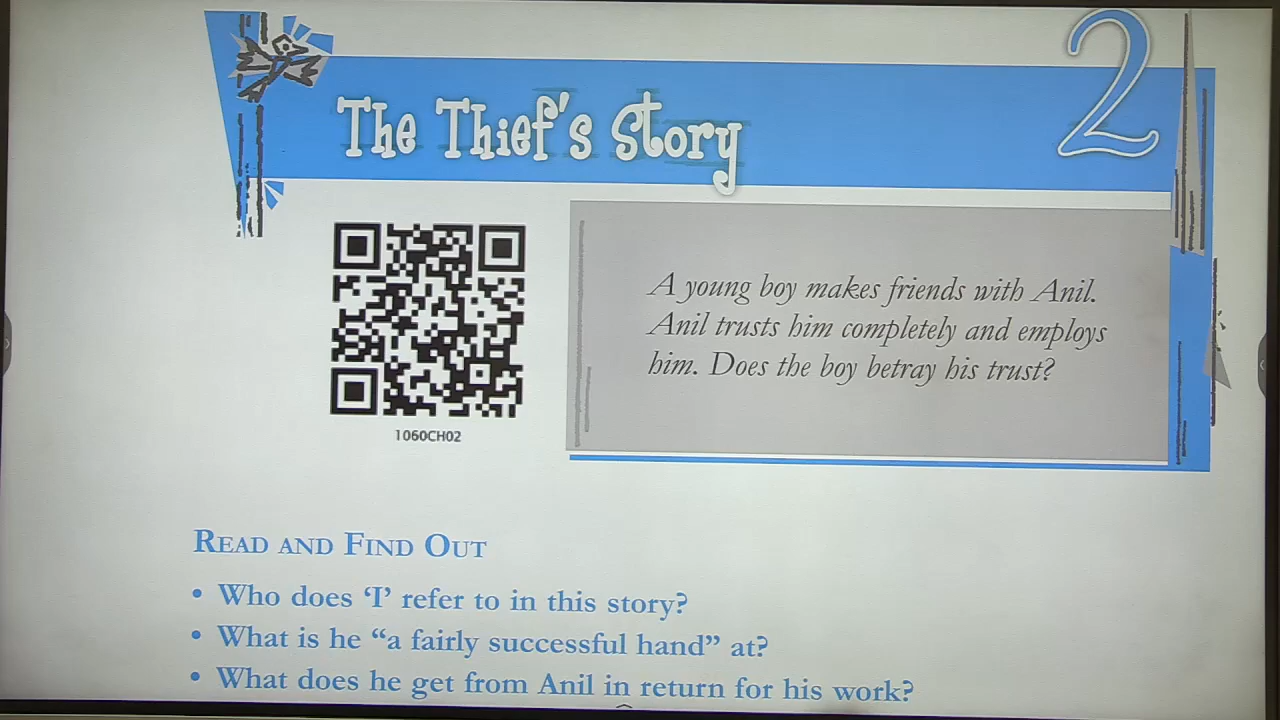 2
The Thief's Story
A young boy makes friends with Anil.
Anil trusts him completely and employs
him. Does the boy betray his trust?
1060CH02
READ AND FIND OUT
• Who does ‘I’ refer to in this story?
• What is he “a fairly successful hand” at?
• What does he get from Anil in return for his work?